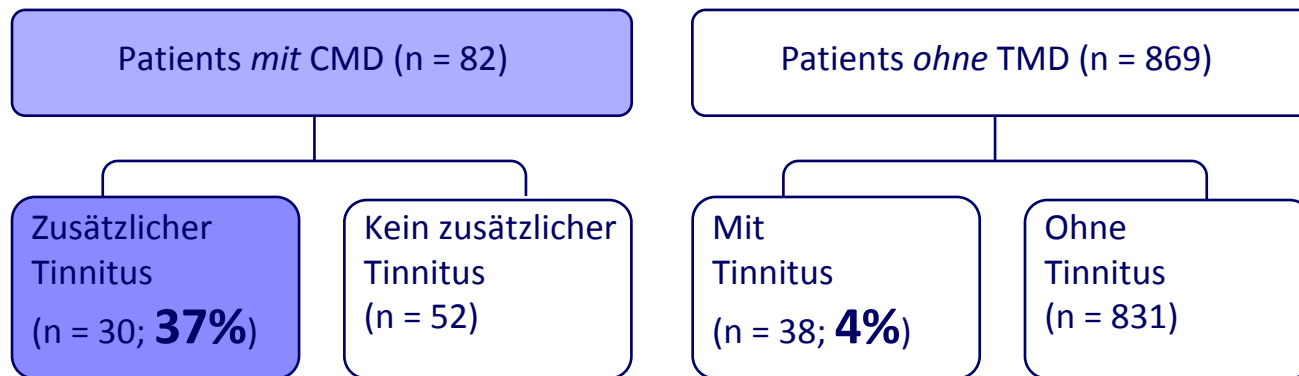 Patients mit CMD (n = 82)
Patients ohne TMD (n = 869)
Zusätzlicher
Tinnitus
(n = 30; 37%)
Kein zusätzlicher
Tinnitus
(n = 52)
Mit
Tinnitus
(n = 38; 4%)
Ohne
Tinnitus
(n = 831)